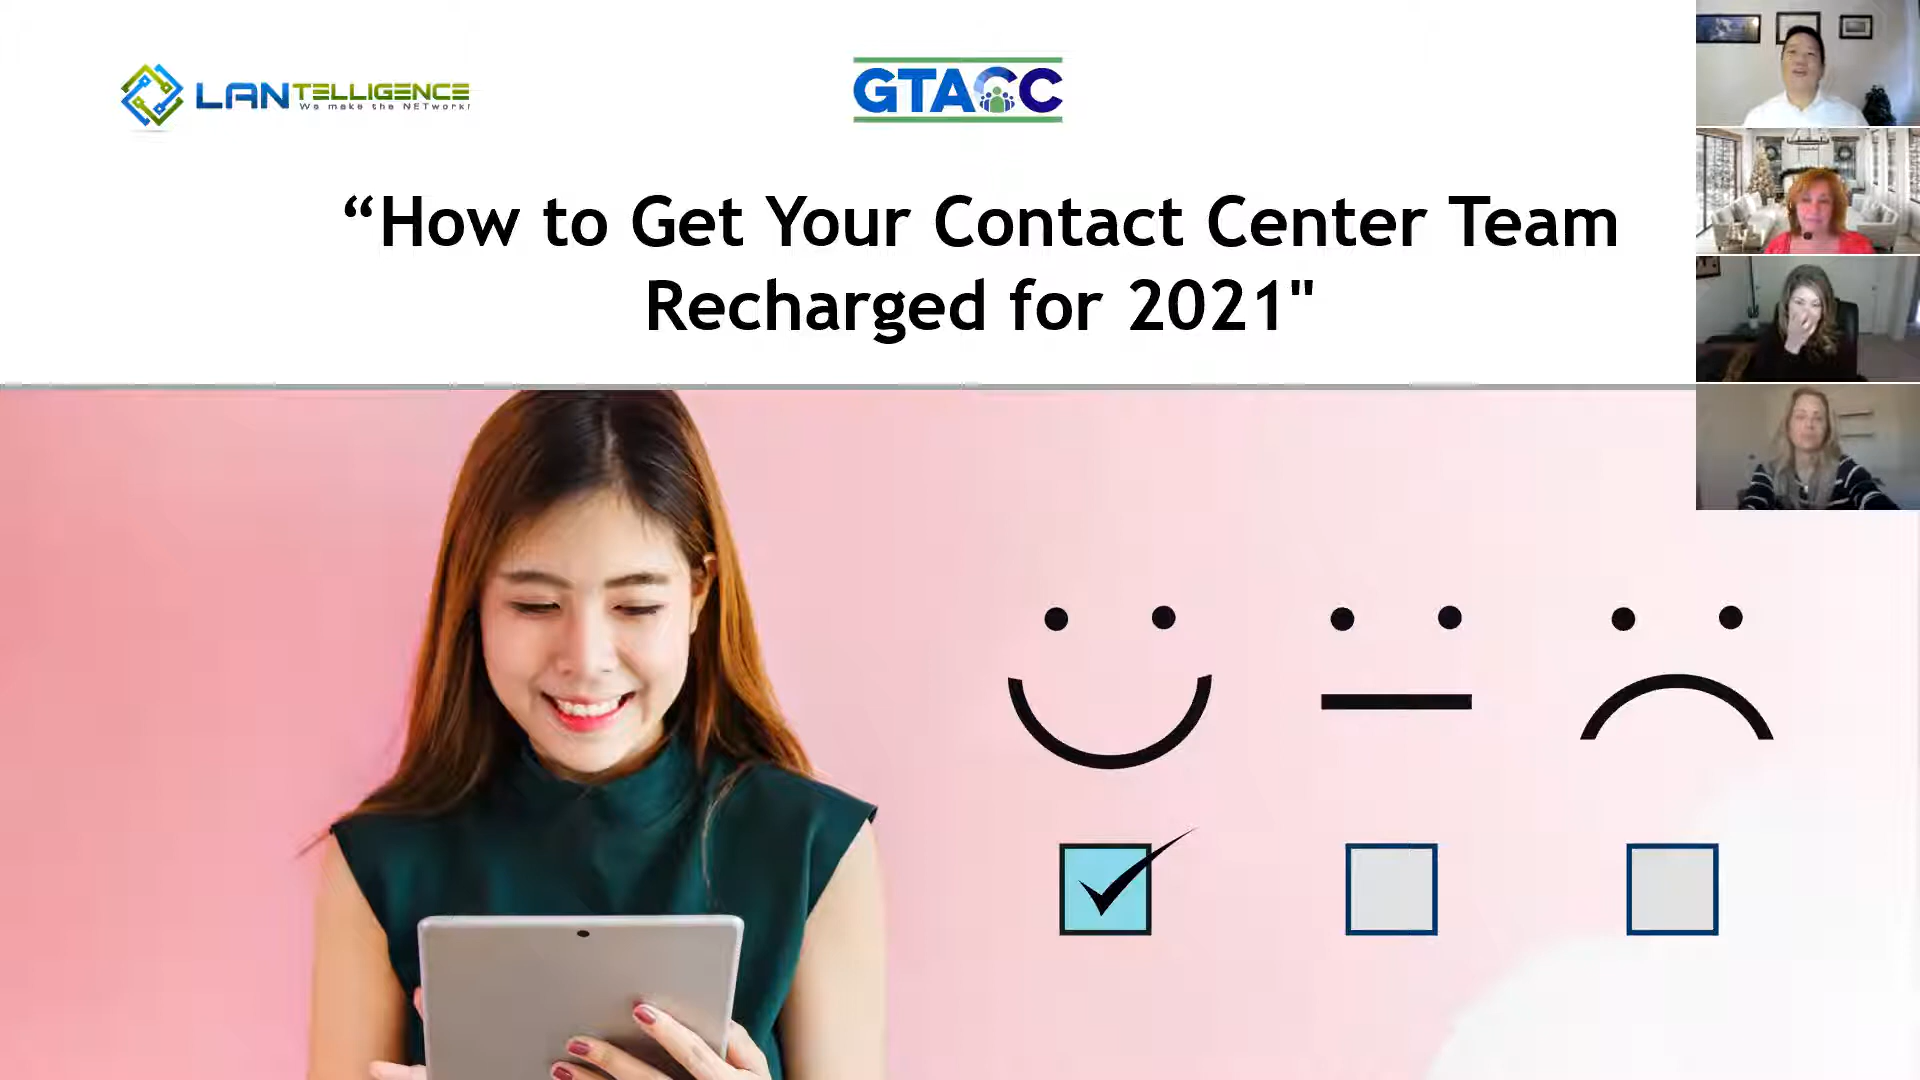 LANTELLIGENCE
We make the NETwork!
GTACC
“How to Get Your Contact Center Team
Recharged for 2021"